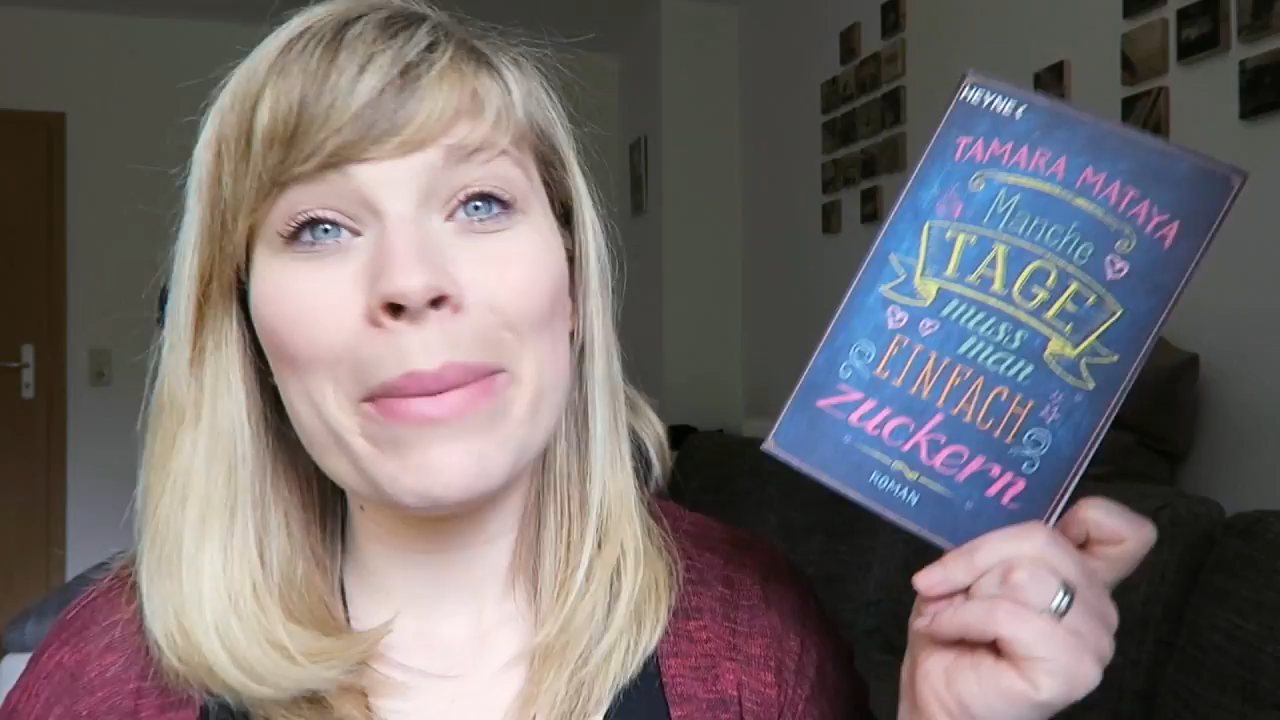 HEYNE <
TAMARA MATAYA
Manche
TAGE
muss
man
EINFACH
zuckern
ROMAN